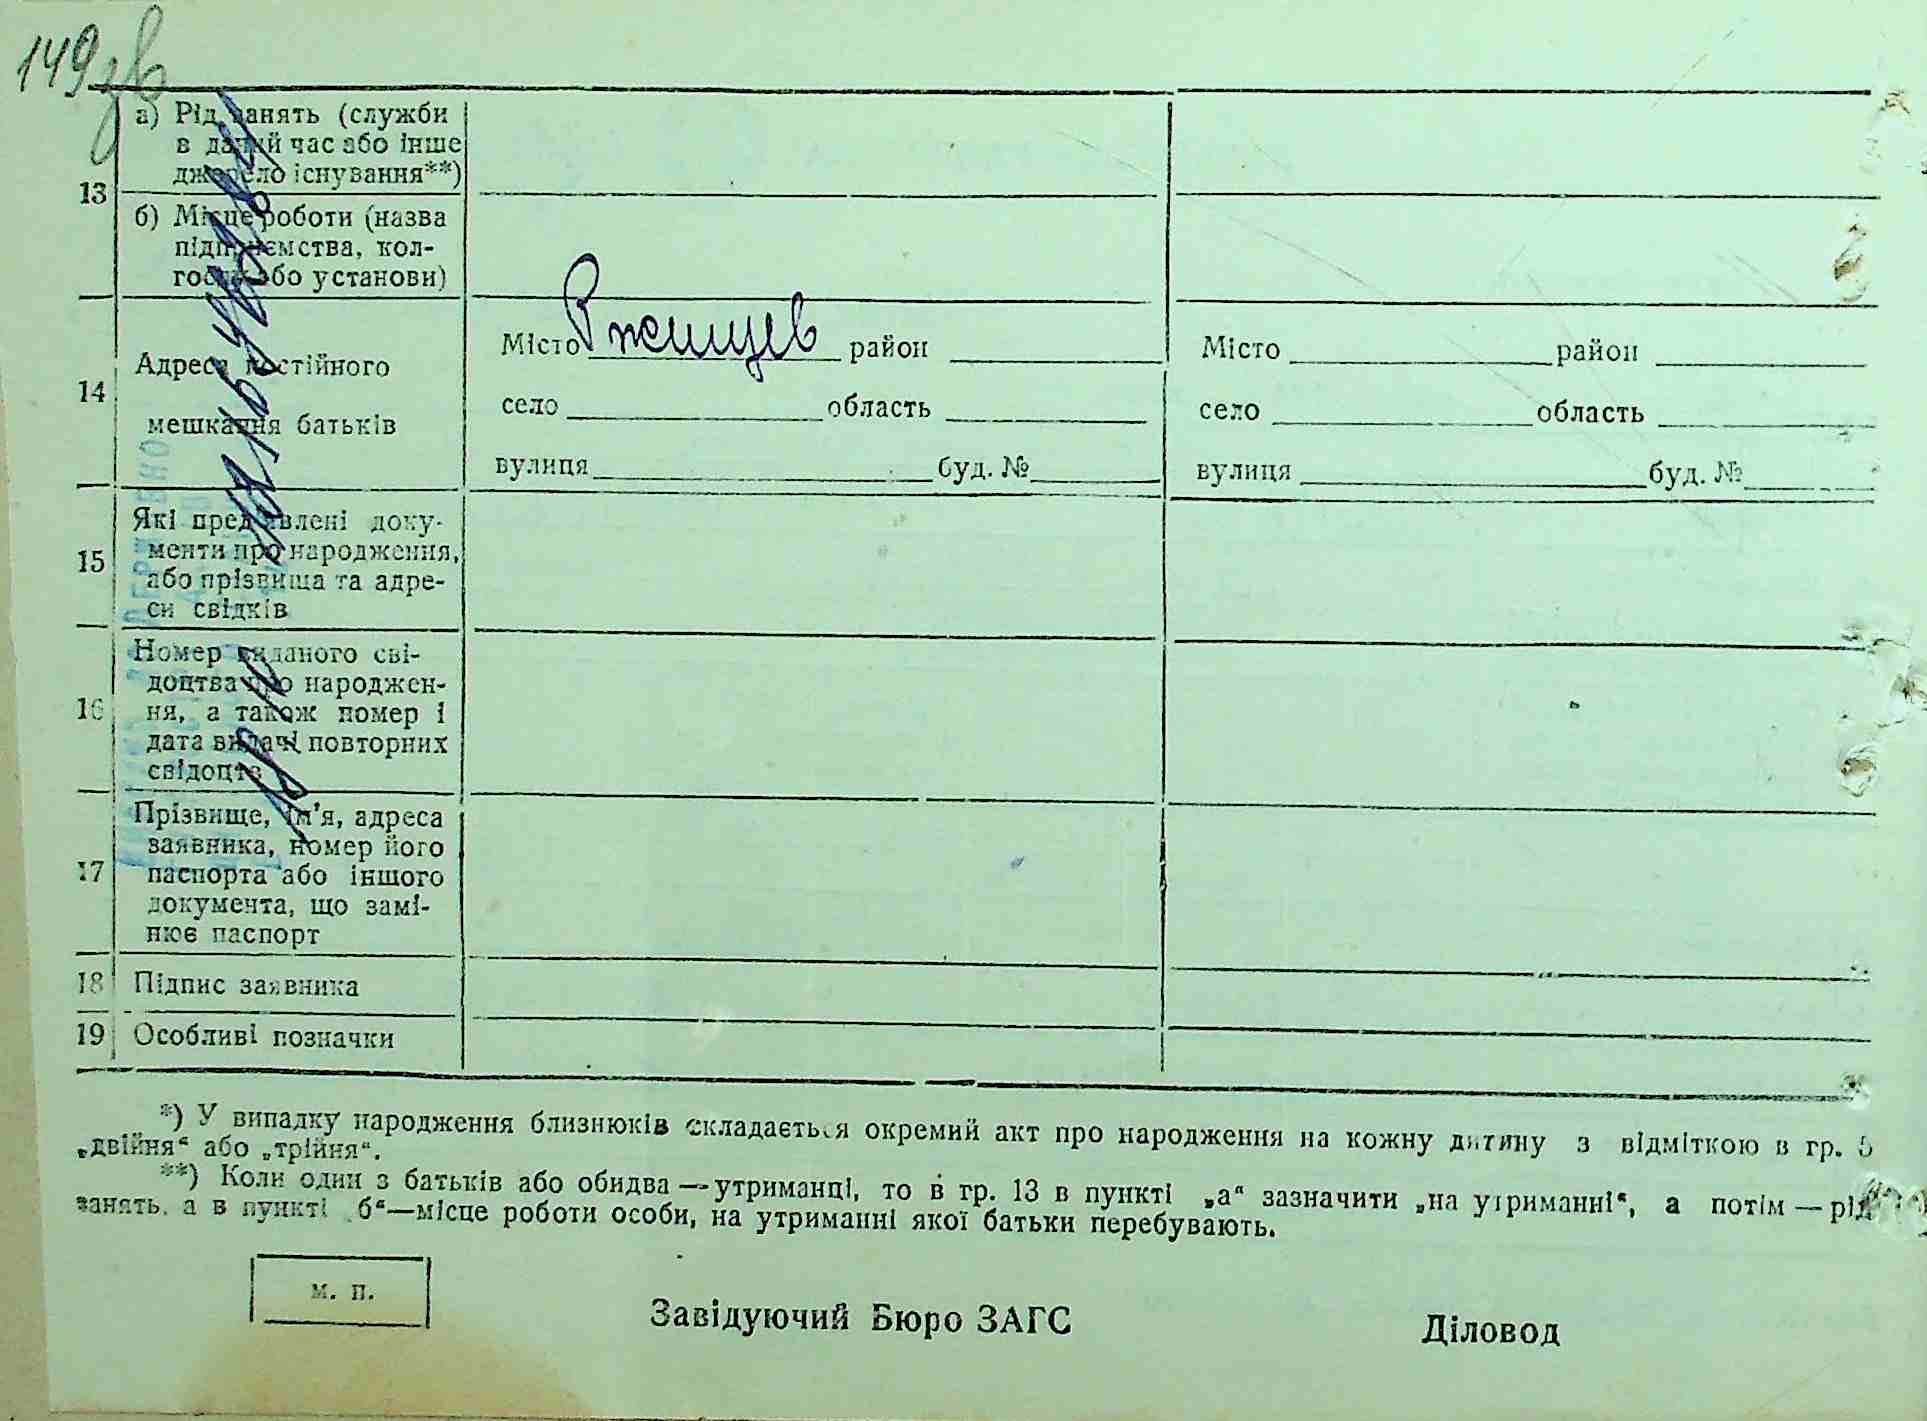 149 зв
13
а) Рід занять (служби
в даний час або інше
джерело існування**)
б) Місце роботи (назва
підприємства, кол-
госпу або установи)
14
Адреса постійного
мешкання батьків
Місто Ржищев район
село область
вулиця буд. №
Місто район
село область
вулиця буд. №
15
Які пред'явлені доку-
менти про народження,
або прізвища та адре-
си свідків
16
Номер виданого сві-
доцтва про народжен-
ня, а також номер і
дата видачі повторних
свідоцтв
17
Прізвище, ім'я, адреса
заявника, номер його
паспорта або іншого
документа, що замі-
нює паспорт
18 Підпис заявника
19 Особливі позначки
*) У випадку народження близнюків складається окремий акт про народження на кожну дитину з відміткою в гр. 5
„двійня“ або „трійня“.
**) Коли один з батьків або обидва—утриманці, то в гр. 13 в пункті „а“ зазначити „на утриманні“, а потім — рід
занять, а в пункті „б“—місце роботи особи, на утриманні якої батьки перебувають.
м. п.
Завідуючий Бюро ЗАГС
Діловод